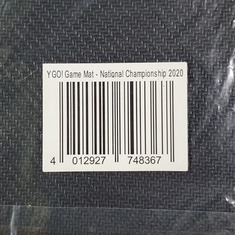 YGO! Game Mat - National Championship 2020
4 012927 748367